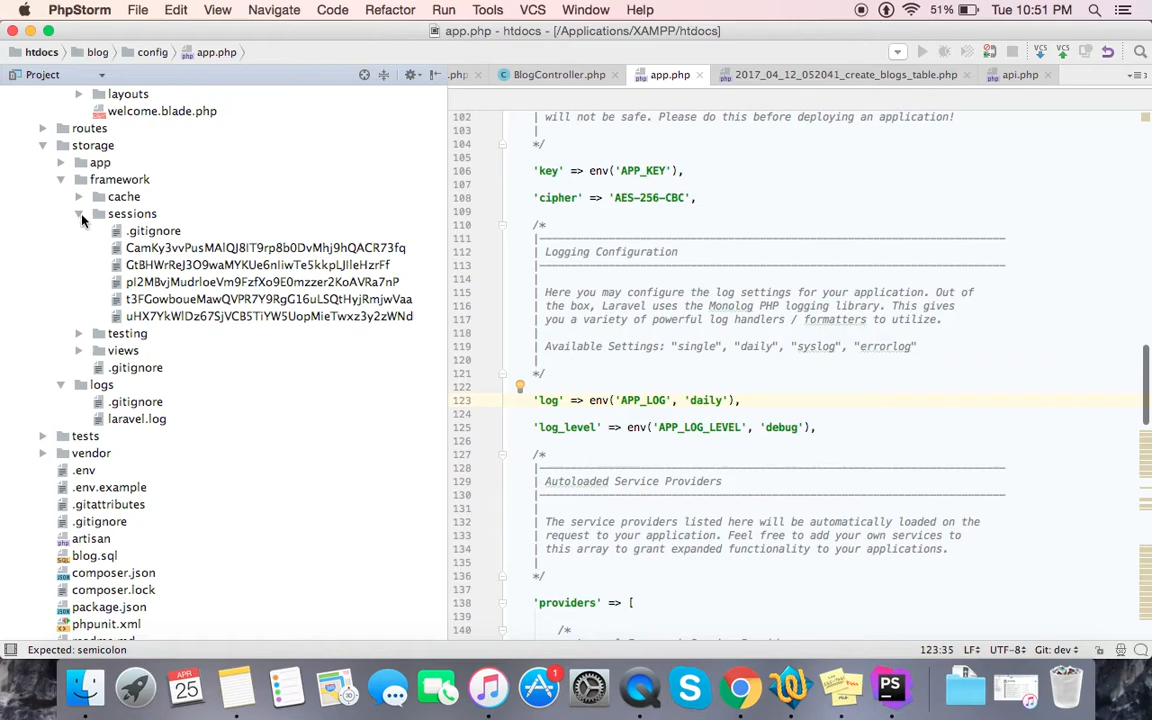 PhpStorm File Edit View Navigate Code Refactor Run Tools VCS Window Help 51% Tue 10:51 PM
app.php - htdocs - [/Applications/XAMPP/htdocs]
htdocs blog config app.php
Project
.php BlogController.php app.php 2017_04_12_052041_create_blogs_table.php api.php
layouts
welcome.blade.php
routes
storage
app
framework
cache
sessions
.gitignore
CamKy3vvPusMAlQJ8IT9rp8b0DvMhj9hQACR73fq
GtBHWrReJ3O9waMYKUe6nIiwTe5kkpLJIleHzrFf
pI2MBvjMudrloeVm9FzfXo9E0mzzer2KoAVRa7nP
t3FGowboueMawQVPR7Y9RgG16uLSQtHyjRmjwVaa
uHX7YkWlDz67SjVCB5TiYW5UopMieTwxz3y2zWNd
testing
views
.gitignore
logs
.gitignore
laravel.log
tests
vendor
.env
.env.example
.gitattributes
.gitignore
artisan
blog.sql
composer.json
composer.lock
package.json
phpunit.xml
readme.md
102 | will not be safe. Please do this before deploying an application!
103 |
104 */
105
106 'key' => env('APP_KEY'),
107
108 'cipher' => 'AES-256-CBC',
109
110 /*
111 |--------------------------------------------------------------------------
112 | Logging Configuration
113 |--------------------------------------------------------------------------
114 |
115 | Here you may configure the log settings for your application. Out of
116 | the box, Laravel uses the Monolog PHP logging library. This gives
117 | you a variety of powerful log handlers / formatters to utilize.
118 |
119 | Available Settings: "single", "daily", "syslog", "errorlog"
120 |
121 */
122
123 'log' => env('APP_LOG', 'daily'),
124
125 'log_level' => env('APP_LOG_LEVEL', 'debug'),
126
127 /*
128 |--------------------------------------------------------------------------
129 | Autoloaded Service Providers
130 |--------------------------------------------------------------------------
131 |
132 | The service providers listed here will be automatically loaded on the
133 | request to your application. Feel free to add your own services to
134 | this array to grant expanded functionality to your applications.
135 |
136 */
137
138 'providers' => [
139
140 /*
Expected: semicolon 123:35 LF UTF-8 Git: dev
APR
25
1
PS